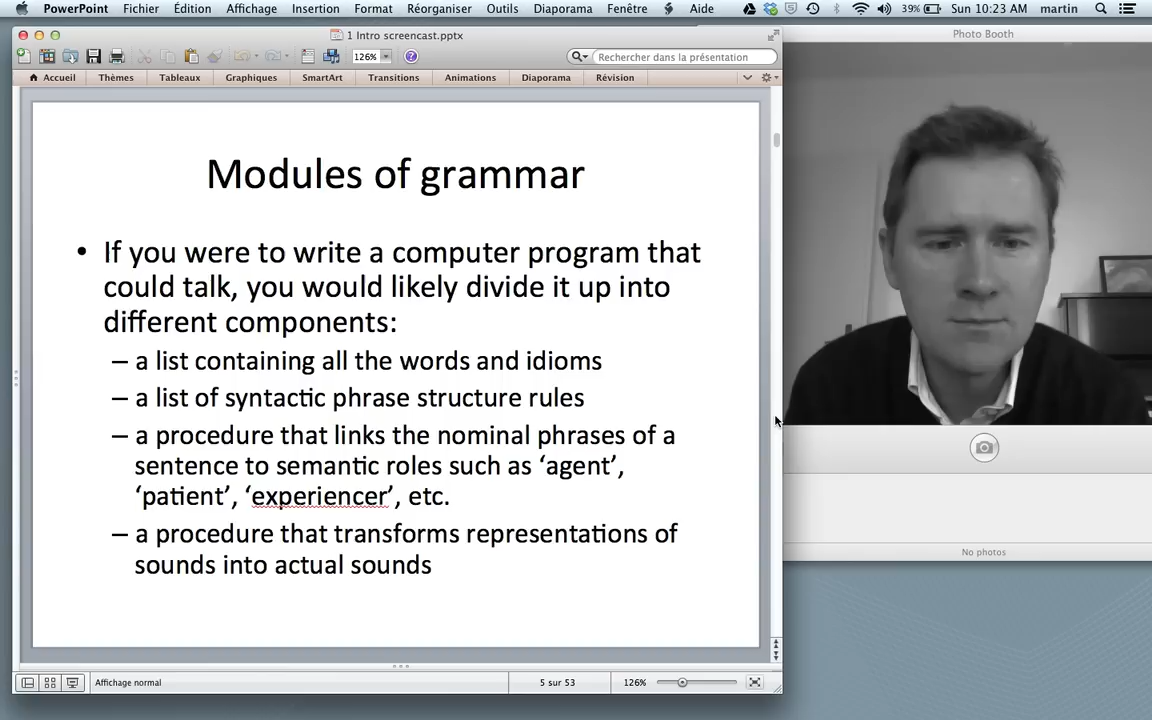 PowerPoint Fichier Édition Affichage Insertion Format Réorganiser Outils Diaporama Fenêtre Aide 39% Sun 10:23 AM martin
1 Intro screencast.pptx
Photo Booth
126% Rechercher dans la présentation
Accueil Thèmes Tableaux Graphiques SmartArt Transitions Animations Diaporama Révision
Modules of grammar
• If you were to write a computer program that
could talk, you would likely divide it up into
different components:
– a list containing all the words and idioms
– a list of syntactic phrase structure rules
– a procedure that links the nominal phrases of a
sentence to semantic roles such as ‘agent’,
‘patient’, ‘experiencer’, etc.
– a procedure that transforms representations of
sounds into actual sounds
No photos
Affichage normal 5 sur 53 126%